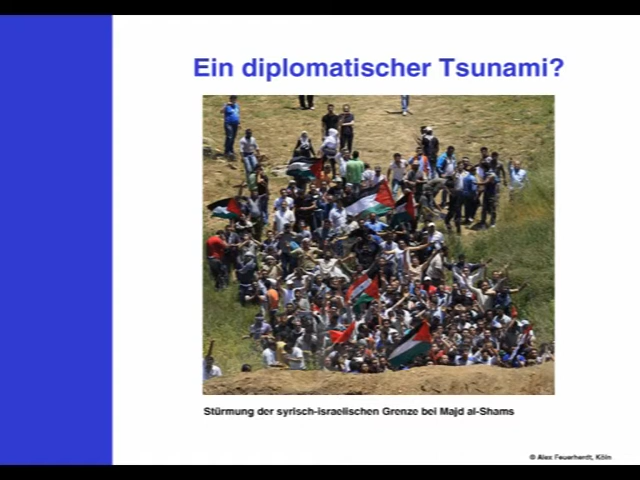 Ein diplomatischer Tsunami?
Stürmung der syrisch-israelischen Grenze bei Majd al-Shams
© Alex Feuerherdt, Köln